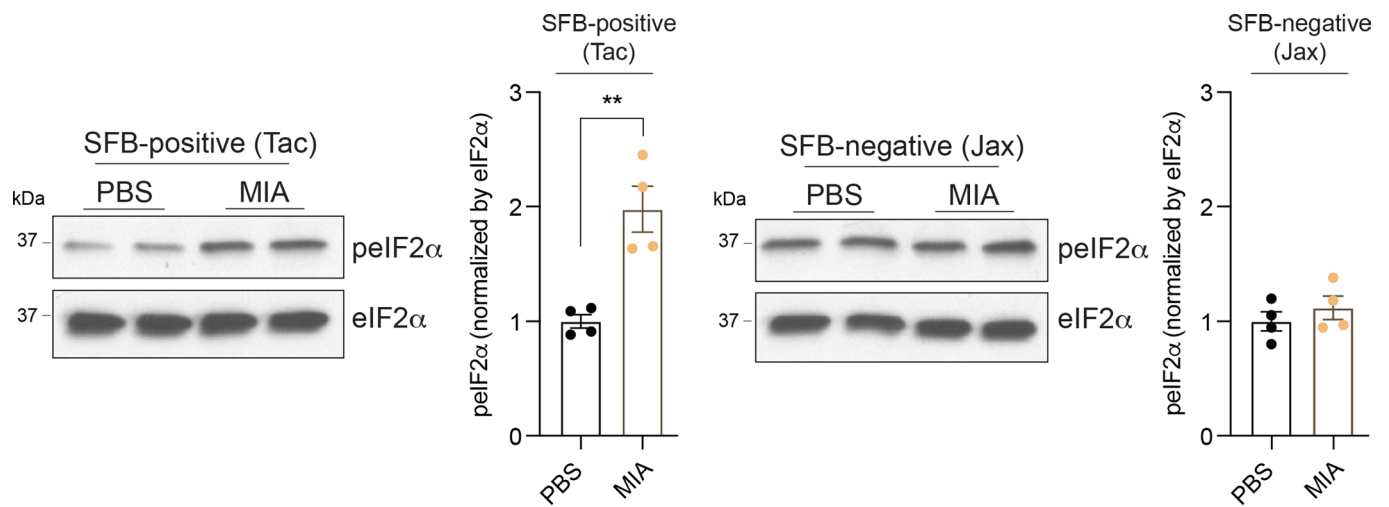 SFB-positive (Tac)
PBS MIA
kDa
37
peIF2α
37
eIF2α
SFB-positive
(Tac)
**
peIF2α (normalized by eIF2α)
3
2
1
0
PBS MIA
SFB-negative (Jax)
PBS MIA
kDa
37
peIF2α
37
eIF2α
SFB-negative
(Jax)
peIF2α (normalized by eIF2α)
3
2
1
0
PBS MIA